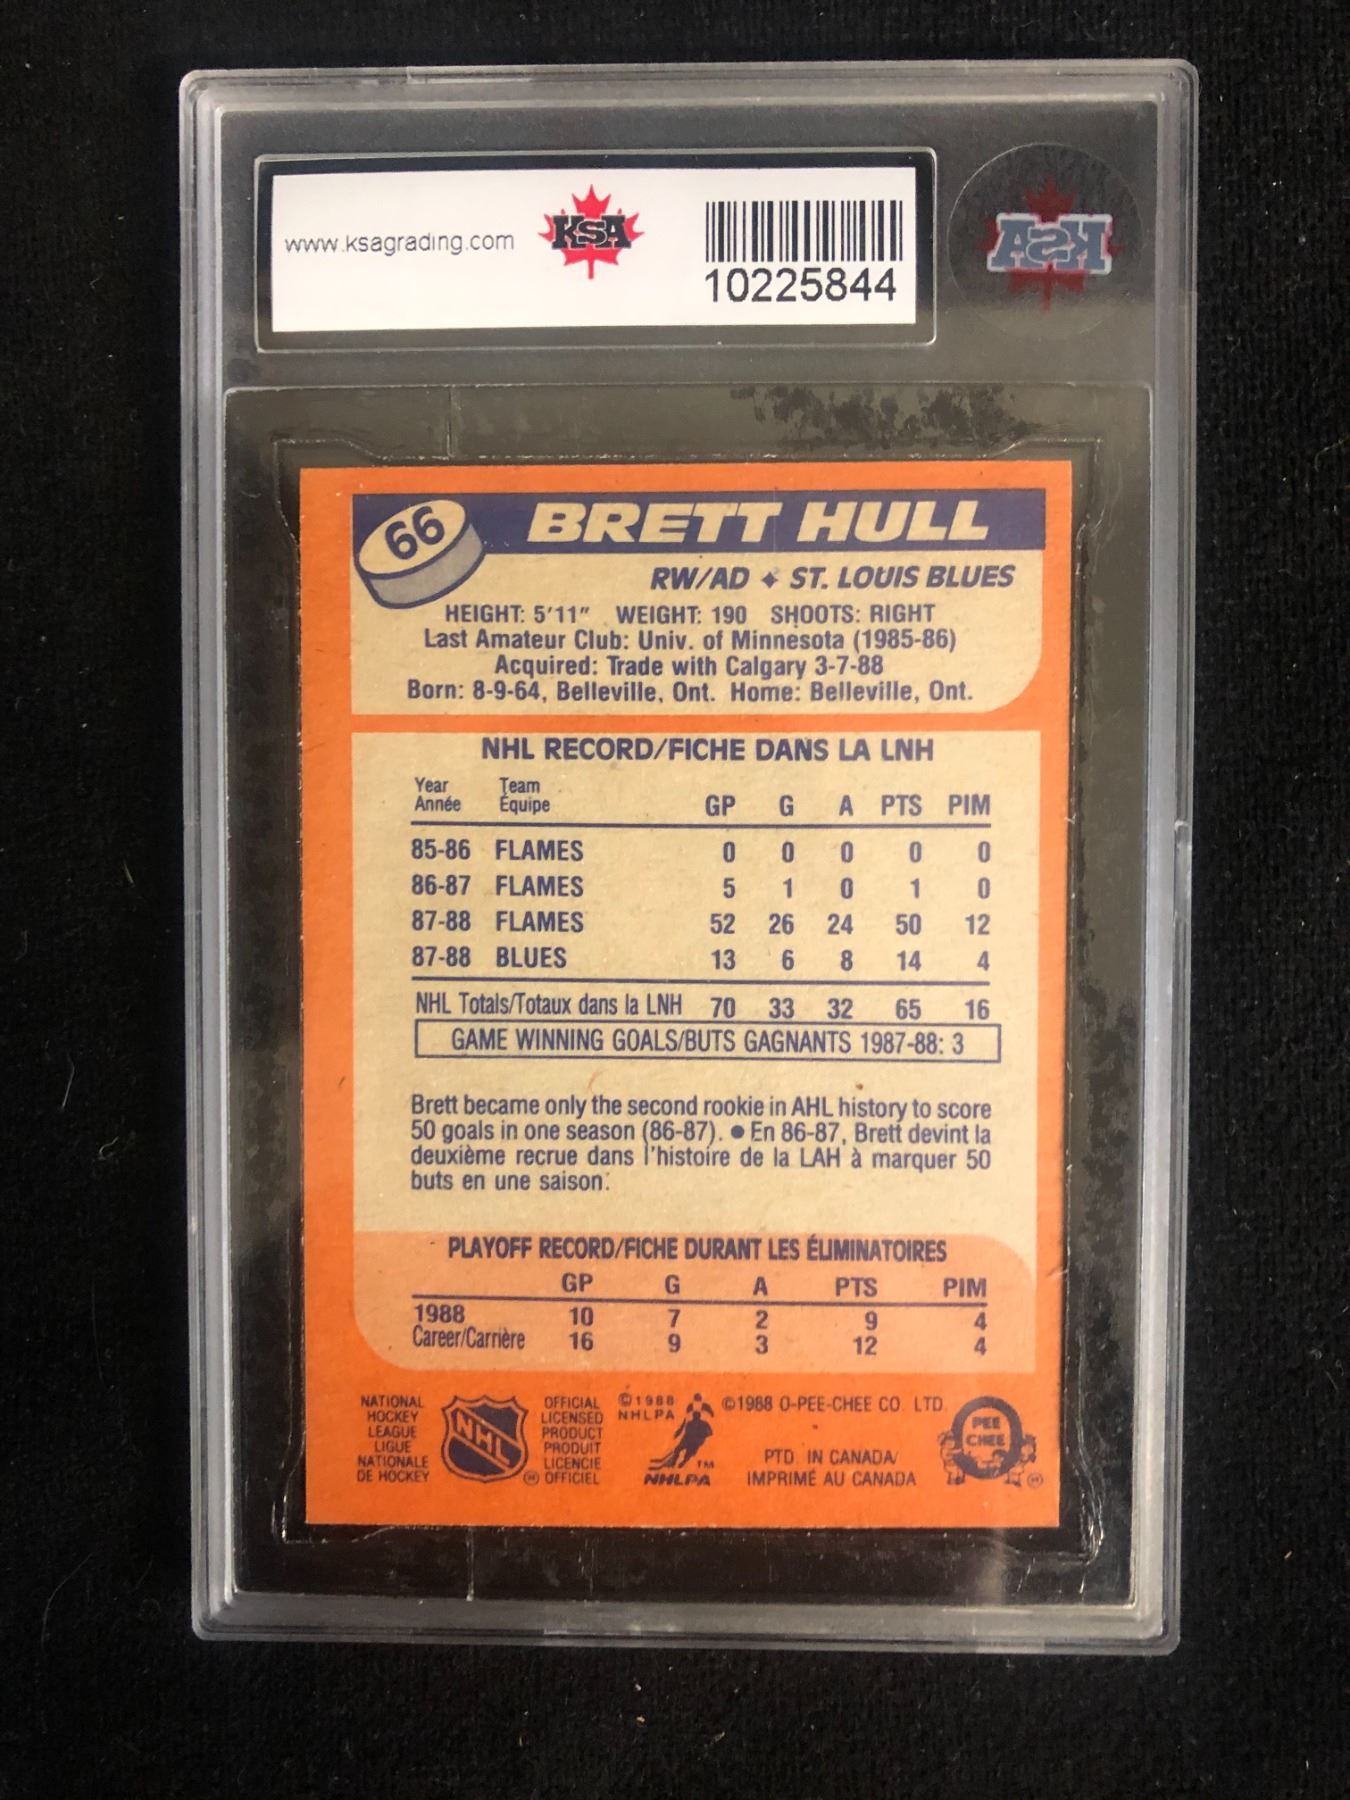 www.ksagrading.com
KSA
10225844
KSA
66
BRETT HULL
RW/AD ✦ ST. LOUIS BLUES
HEIGHT: 5'11" WEIGHT: 190 SHOOTS: RIGHT
Last Amateur Club: Univ. of Minnesota (1985-86)
Acquired: Trade with Calgary 3-7-88
Born: 8-9-64, Belleville, Ont. Home: Belleville, Ont.
NHL RECORD/FICHE DANS LA LNH
Year Team
Année Équipe GP G A PTS PIM
85-86 FLAMES 0 0 0 0 0
86-87 FLAMES 5 1 0 1 0
87-88 FLAMES 52 26 24 50 12
87-88 BLUES 13 6 8 14 4
NHL Totals/Totaux dans la LNH 70 33 32 65 16
GAME WINNING GOALS/BUTS GAGNANTS 1987-88: 3
Brett became only the second rookie in AHL history to score
50 goals in one season (86-87). ● En 86-87, Brett devint la
deuxième recrue dans l'histoire de la LAH à marquer 50
buts en une saison.
PLAYOFF RECORD/FICHE DURANT LES ÉLIMINATOIRES
GP G A PTS PIM
1988 10 7 2 9 4
Career/Carrière 16 9 3 12 4
NATIONAL
HOCKEY
LEAGUE
LIGUE
NATIONALE
DE HOCKEY
NHL
OFFICIAL
LICENSED
PRODUCT
PRODUIT
LICENCIE
OFFICIEL
©1988
NHLPA
TM
NHLPA
©1988 O-PEE-CHEE CO. LTD.
PTD. IN CANADA/
IMPRIMÉ AU CANADA
PEE
CHEE